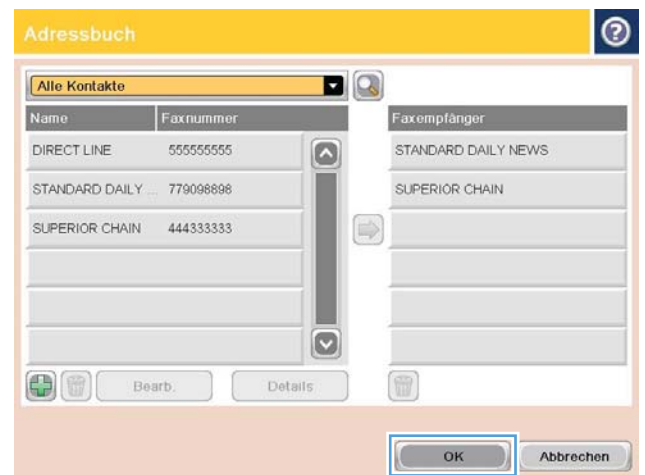 Adressbuch
Alle Kontakte
Name Faxnummer Faxempfänger
DIRECT LINE 555555555 STANDARD DAILY NEWS
STANDARD DAILY ... 779098898 SUPERIOR CHAIN
SUPERIOR CHAIN 444333333
Bearb. Details
OK Abbrechen